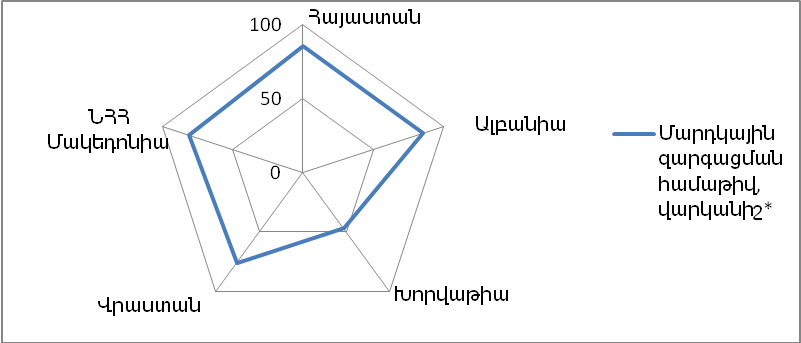 100
Հայաստան
50
0
Ալբանիա
Խորվաթիա
Վրաստան
ՆՀՀ
Մակեդոնիա
Մարդկային
զարգացման
համաթիվ,
վարկանիշ*